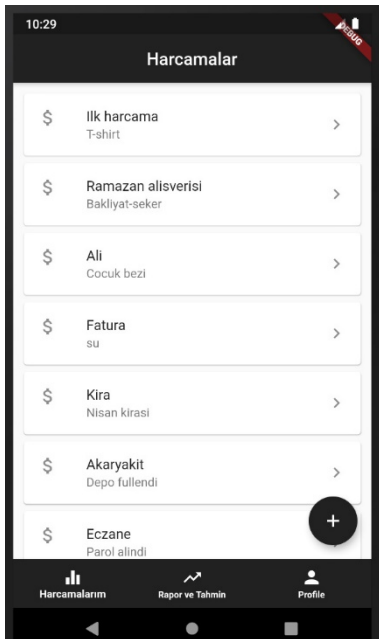 10:29
DEBUG
Harcamalar
$ Ilk harcama
T-shirt
$ Ramazan alisverisi
Bakliyat-seker
$ Ali
Cocuk bezi
$ Fatura
su
$ Kira
Nisan kirasi
$ Akaryakit
Depo fullendi
$ Eczane
Parol alindi
+
Harcamalarım Rapor ve Tahmin Profile